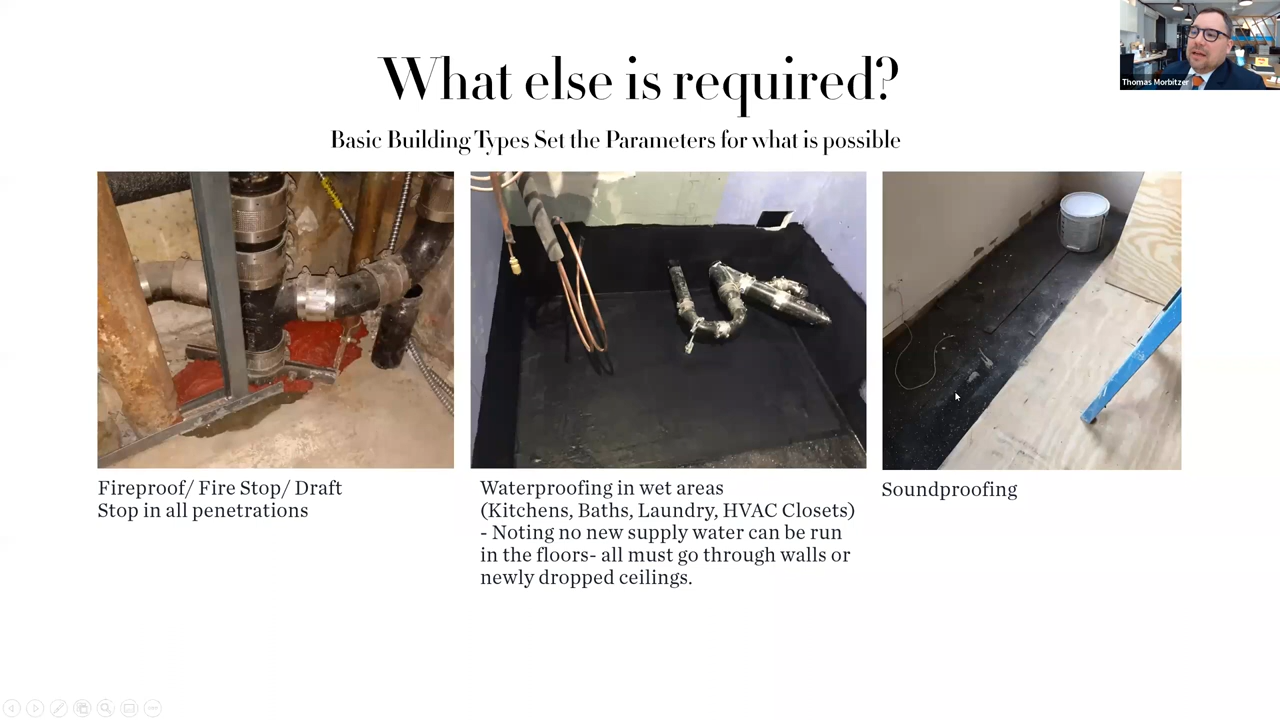 What else is required?
Basic Building Types Set the Parameters for what is possible
Thomas Morbitzer
Fireproof/ Fire Stop/ Draft
Stop in all penetrations
Waterproofing in wet areas
(Kitchens, Baths, Laundry, HVAC Closets)
- Noting no new supply water can be run
in the floors- all must go through walls or
newly dropped ceilings.
Soundproofing